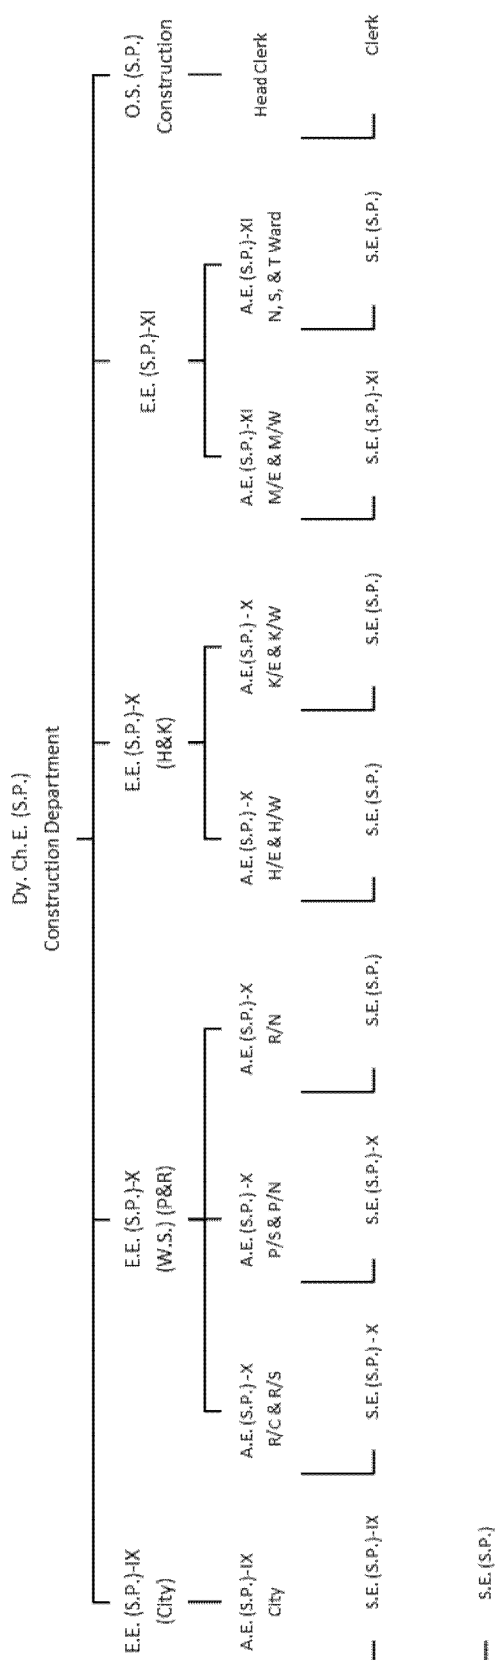 Dy. Ch.E. (S.P.)
Construction Department
E.E. (S.P.)-IX
(City)
E.E. (S.P.)-X
(W.S.) (P&R)
E.E. (S.P.)-X
(H&K)
E.E. (S.P.)-XI
O.S. (S.P.)
Construction
A.E. (S.P.)-IX
City
A.E. (S.P.)-X
R/C & R/S
A.E. (S.P.) -X
P/S & P/N
A.E. (S.P.)-X
R/N
A.E. (S.P.) -X
H/E & H/W
A.E.(S.P.) - X
K/E & K/W
A.E. (S.P.)-XI
M/E & M/W
A.E. (S.P.)-XI
N, S, & T Ward
Head Clerk
S.E. (S.P.)-IX
S.E. (S.P.) - X
S.E. (S.P.)-X
S.E. (S.P.)
S.E. (S.P.)
S.E. (S.P.)
S.E. (S.P.)-XI
S.E. (S.P.)
Clerk
S.E. (S.P.)